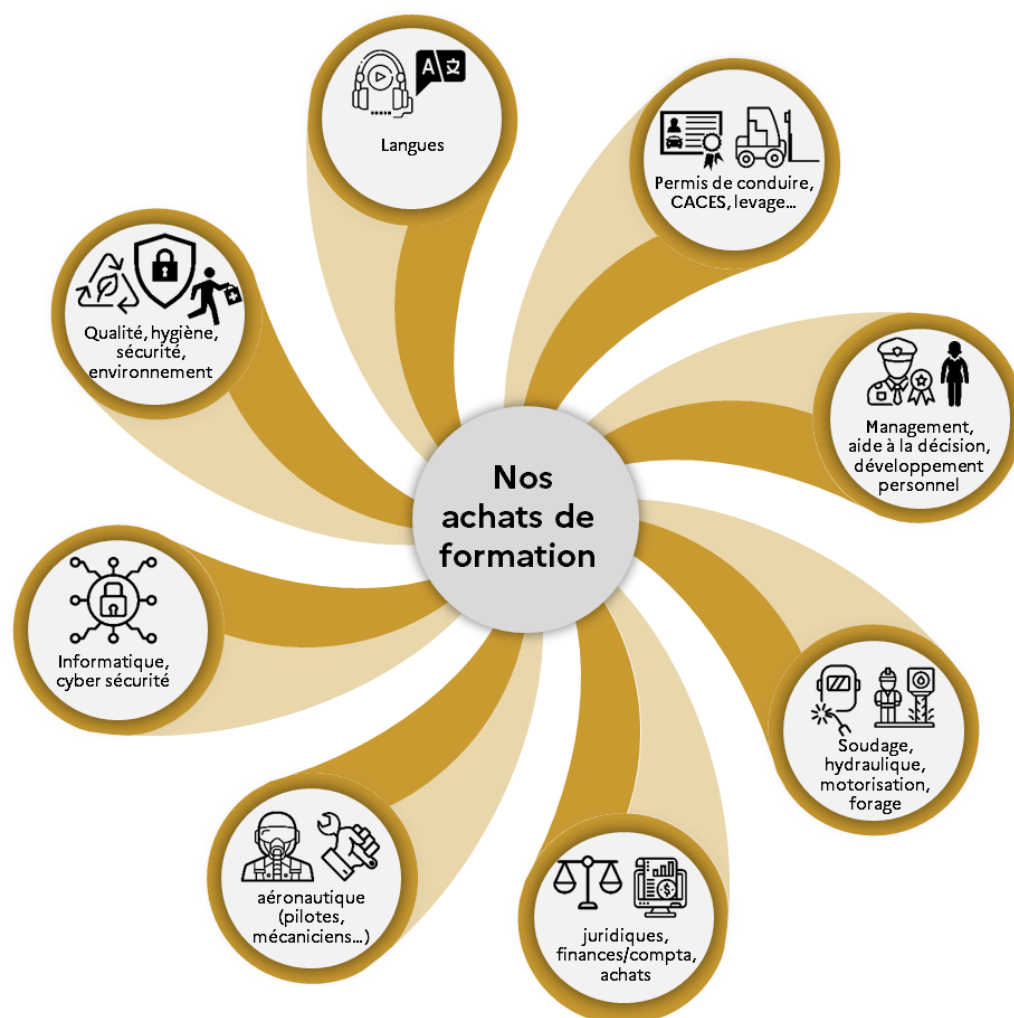 Langues
Permis de conduire,
CACES, levage...
Management,
aide à la décision,
développement
personnel
Soudage,
hydraulique,
motorisation,
forage
juridiques,
finances/compta,
achats
aéronautique
(pilotes,
mécaniciens...)
Informatique,
cyber sécurité
Qualité, hygiène,
sécurité,
environnement
Nos
achats de
formation